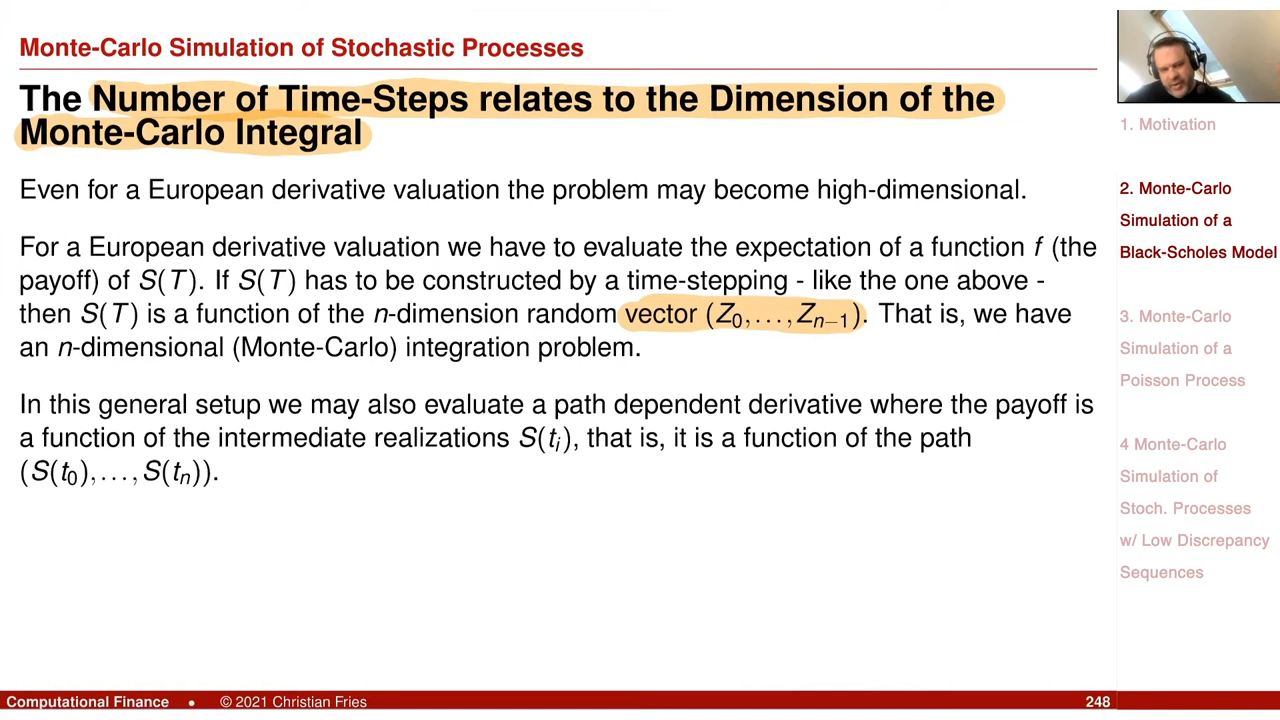 Monte-Carlo Simulation of Stochastic Processes
The Number of Time-Steps relates to the Dimension of the
Monte-Carlo Integral
Even for a European derivative valuation the problem may become high-dimensional.
For a European derivative valuation we have to evaluate the expectation of a function f (the
payoff) of S(T). If S(T) has to be constructed by a time-stepping - like the one above -
then S(T) is a function of the n-dimension random vector (Z₀,...,Zₙ₋₁). That is, we have
an n-dimensional (Monte-Carlo) integration problem.
In this general setup we may also evaluate a path dependent derivative where the payoff is
a function of the intermediate realizations S(tᵢ), that is, it is a function of the path
(S(t₀),...,S(tₙ)).
1. Motivation
2. Monte-Carlo
Simulation of a
Black-Scholes Model
3. Monte-Carlo
Simulation of a
Poisson Process
4 Monte-Carlo
Simulation of
Stoch. Processes
w/ Low Discrepancy
Sequences
Computational Finance • © 2021 Christian Fries 248